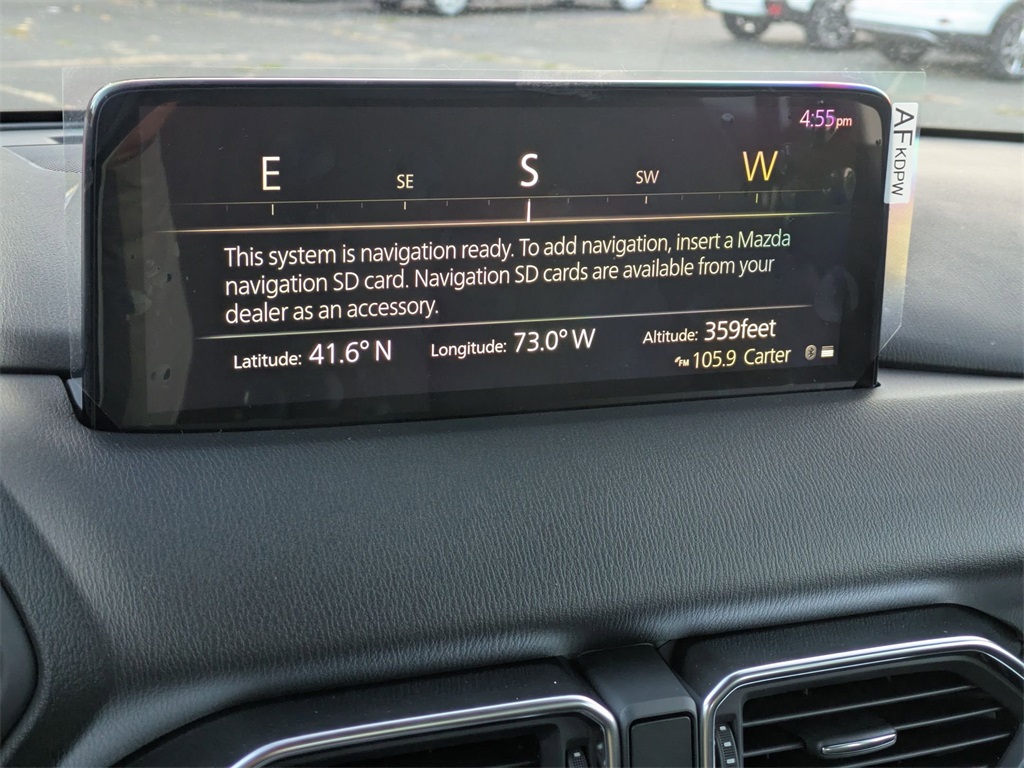 4:55pm
E SE S SW W
This system is navigation ready. To add navigation, insert a Mazda
navigation SD card. Navigation SD cards are available from your
dealer as an accessory.
Latitude: 41.6° N Longitude: 73.0° W Altitude: 359feet
FM 105.9 Carter
AF KDPW